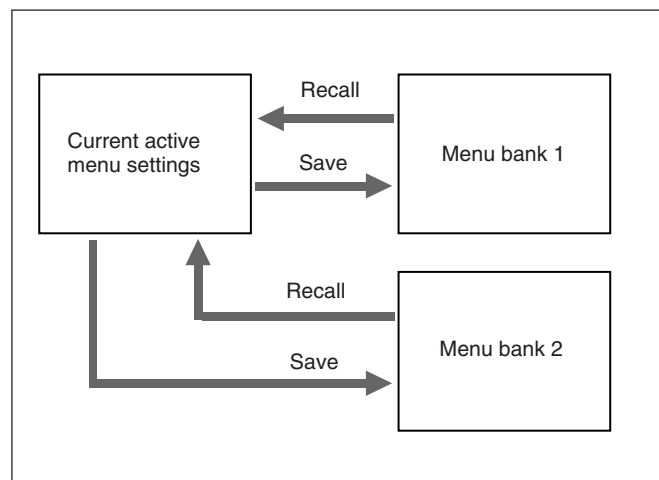 Recall
Current active
menu settings
Menu bank 1
Save
Recall
Menu bank 2
Save